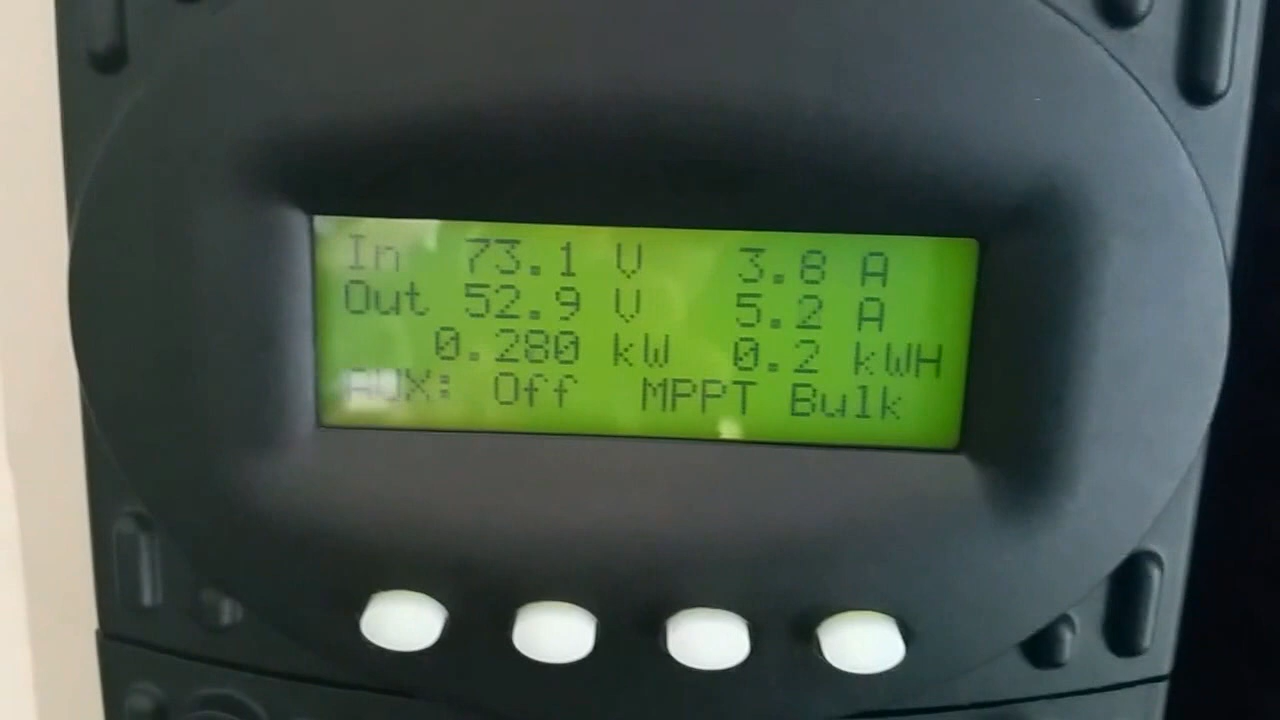 In 73.1 V 3.8 A
Out 52.9 V 5.2 A
0.280 kW 0.2 kWH
AUX: Off MPPT Bulk